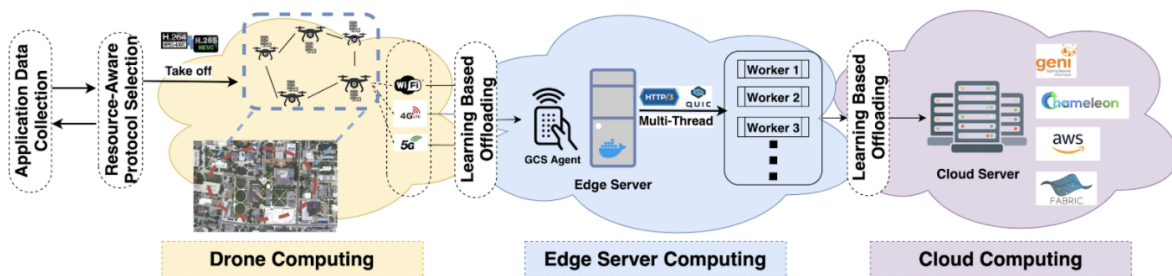 Application Data
Collection
Resource-Aware
Protocol Selection
H.264
H.265
HEVC
Take off
WiFi
4G LTE
5G
Learning Based
Offloading
GCS Agent
Edge Server
HTTP/3
QUIC
Multi-Thread
Worker 1
Worker 2
Worker 3
Learning Based
Offloading
Cloud Server
geni
Chameleon
aws
FABRIC
Drone Computing
Edge Server Computing
Cloud Computing